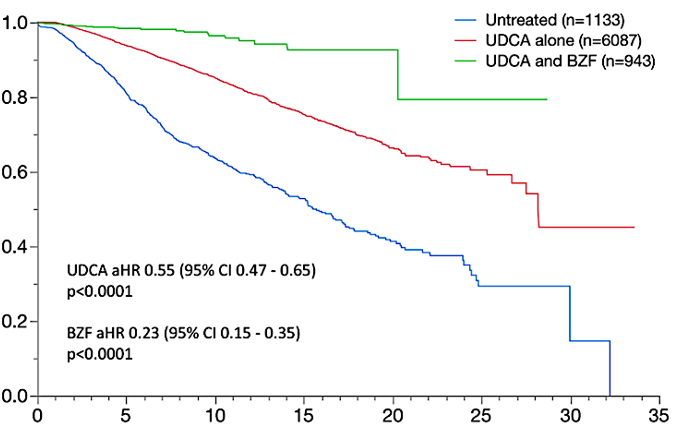 1.0
0.8
0.6
0.4
0.2
0.0
Untreated (n=1133)
UDCA alone (n=6087)
UDCA and BZF (n=943)
UDCA aHR 0.55 (95% CI 0.47 - 0.65)
p<0.0001
BZF aHR 0.23 (95% CI 0.15 - 0.35)
p<0.0001
0 5 10 15 20 25 30 35